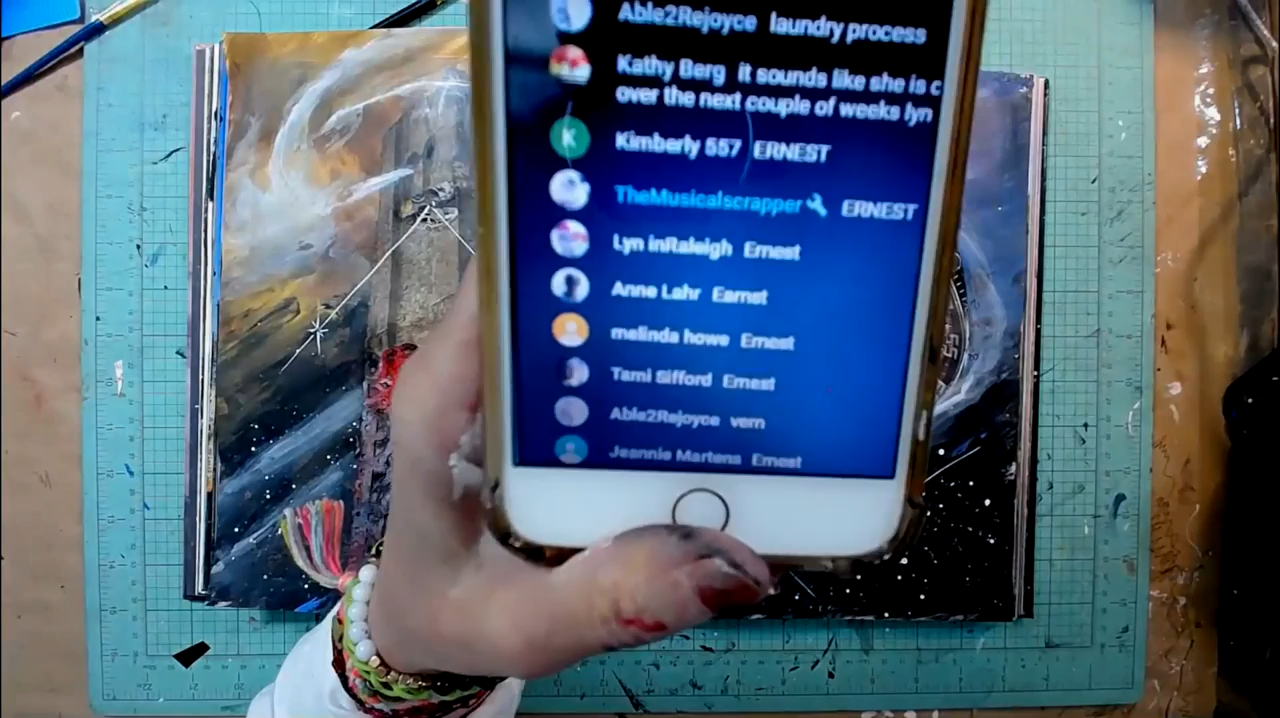 Able2Rejoyce laundry process
Kathy Berg it sounds like she is c
over the next couple of weeks lyn
K
Kimberly 557 ERNEST
TheMusicalscrapper ERNEST
Lyn inRaleigh Ernest
Anne Lahr Earnst
melinda howe Ernest
Tami Sifford Ernest
Able2Rejoyce vern
Jeannie Martens Ernest
55